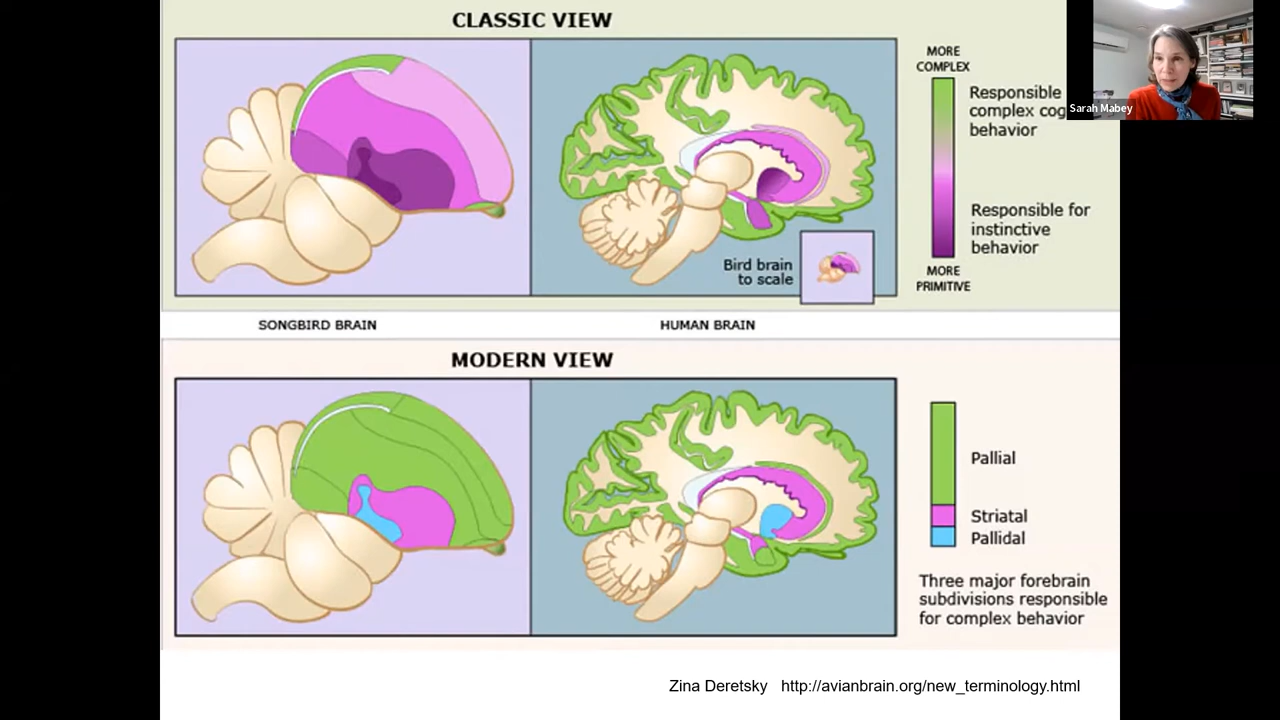 CLASSIC VIEW
MORE
COMPLEX
Responsible
complex cog
behavior
Responsible for
instinctive
behavior
MORE
PRIMITIVE
Bird brain
to scale
SONGBIRD BRAIN
HUMAN BRAIN
MODERN VIEW
Pallial
Striatal
Pallidal
Three major forebrain
subdivisions responsible
for complex behavior
Zina Deretsky http://avianbrain.org/new_terminology.html
Sarah Mabey